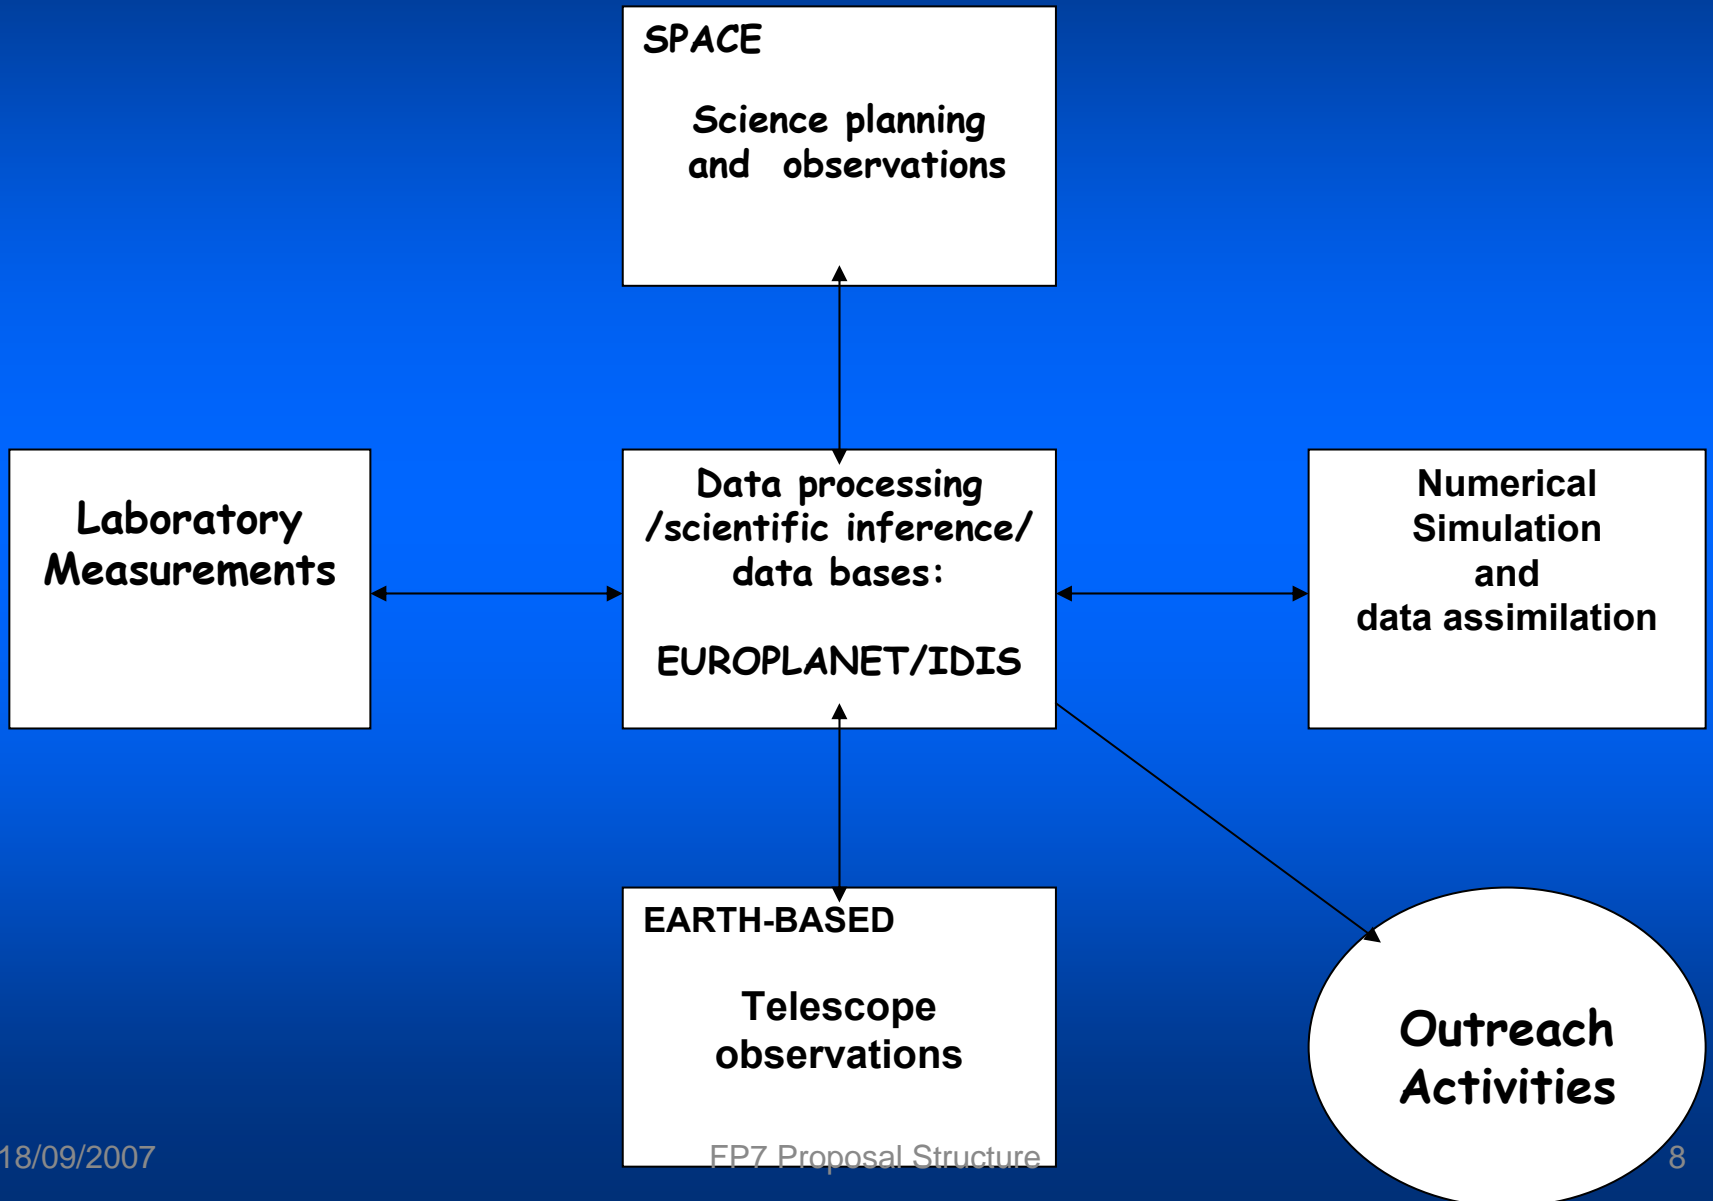 SPACE
Science planning
and observations
Laboratory
Measurements
Data processing
/scientific inference/
data bases:
EUROPLANET/IDIS
Numerical
Simulation
and
data assimilation
EARTH-BASED
Telescope
observations
Outreach
Activities
18/09/2007
FP7 Proposal Structure
8